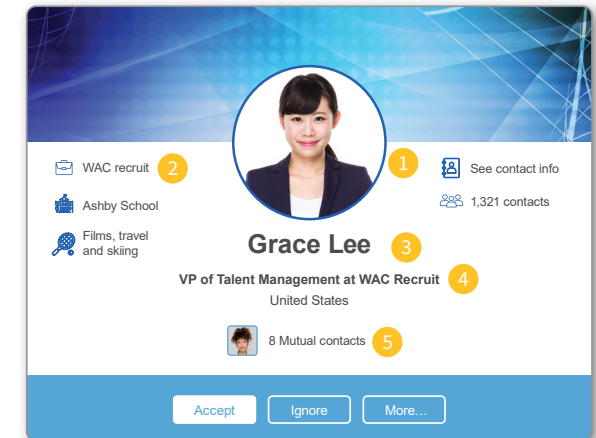 WAC recruit 2
Ashby School
Films, travel
and skiing
1
See contact info
1,321 contacts
Grace Lee 3
VP of Talent Management at WAC Recruit 4
United States
8 Mutual contacts 5
Accept
Ignore
More...